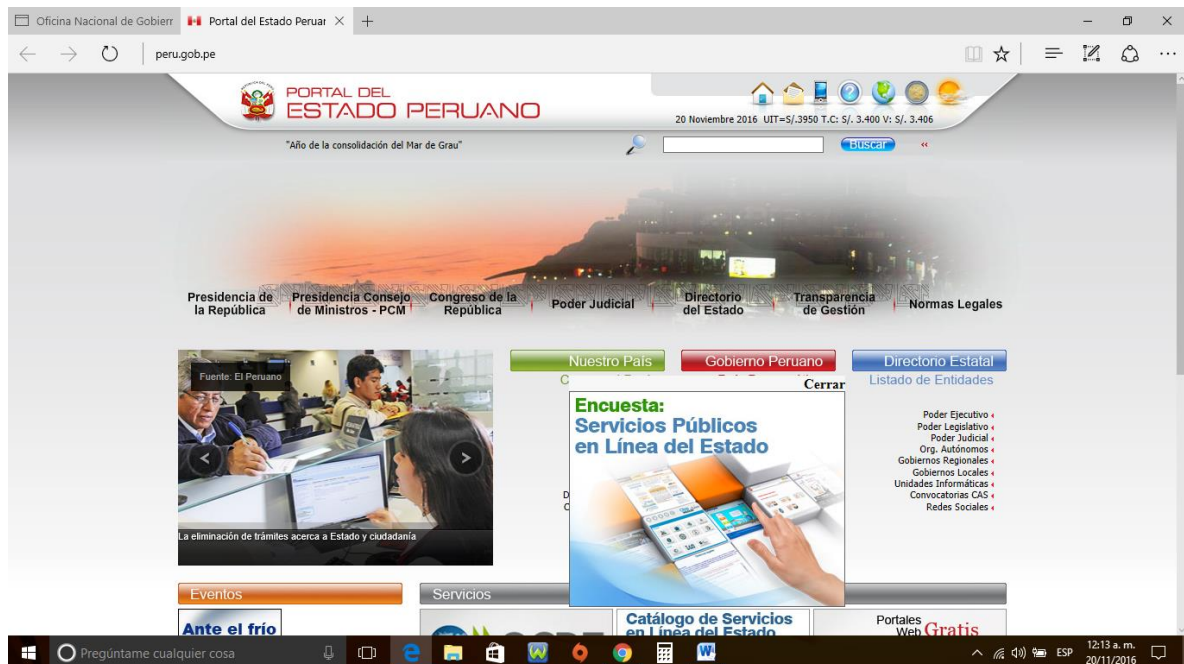 Oficina Nacional de Gobierr
Portal del Estado Peruar
peru.gob.pe
PORTAL DEL
ESTADO PERUANO
20 Noviembre 2016 UIT=S/.3950 T.C: S/. 3.400 V: S/. 3.406
"Año de la consolidación del Mar de Grau"
Buscar
Presidencia de
la República
Presidencia Consejo
de Ministros - PCM
Congreso de la
República
Poder Judicial
Directorio
del Estado
Transparencia
de Gestión
Normas Legales
Fuente: El Peruano
La eliminación de trámites acerca a Estado y ciudadanía
Nuestro País
Gobierno Peruano
Directorio Estatal
Listado de Entidades
Poder Ejecutivo
Poder Legislativo
Poder Judicial
Org. Autónomos
Gobiernos Regionales
Gobiernos Locales
Unidades Informáticas
Convocatorias CAS
Redes Sociales
Cerrar
Encuesta:
Servicios Públicos
en Línea del Estado
Eventos
Servicios
Ante el frío
Catálogo de Servicios
en Línea del Estado
Portales
Web Gratis
Pregúntame cualquier cosa
ESP
12:13 a. m.
20/11/2016